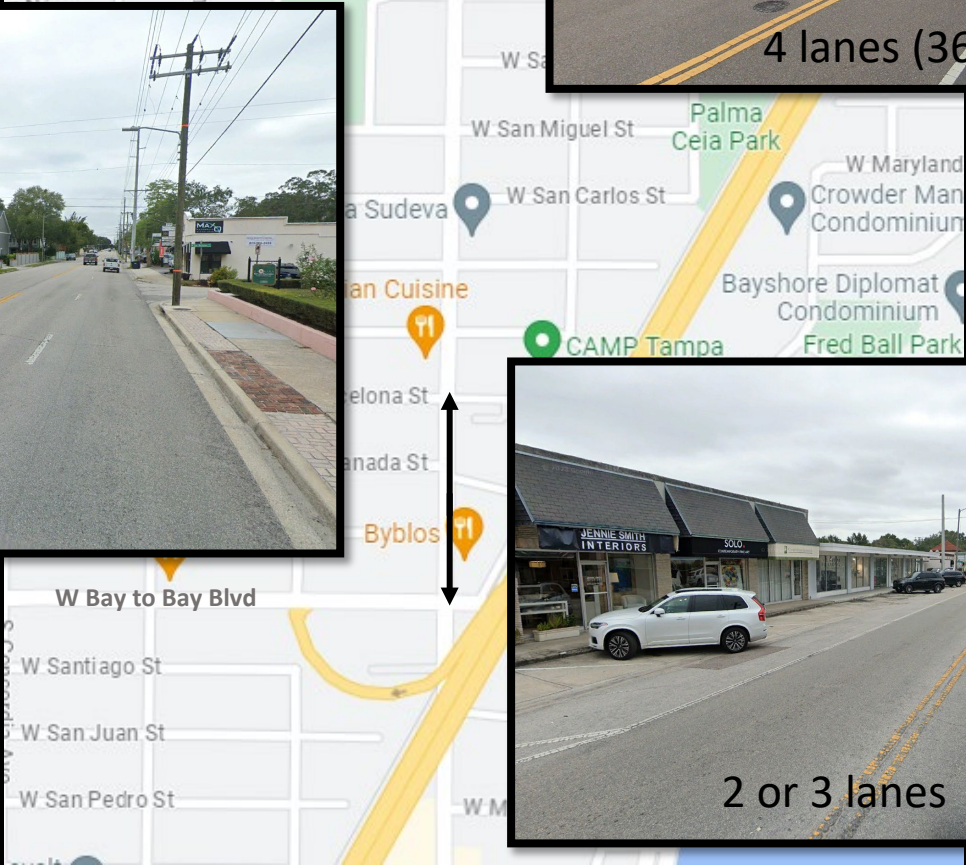 4 lanes (36
W Sa
Palma
Ceia Park
W San Miguel St
W Maryland
W San Carlos St
Crowder Man
Condominium
a Sudeva
MAX
Bayshore Diplomat
Condominium
ian Cuisine
CAMP Tampa
Fred Ball Park
celona St
anada St
Byblos
JENNIE SMITH
INTERIORS
SOLO
W Bay to Bay Blvd
W Santiago St
W San Juan St
W San Pedro St
W M
2 or 3 lanes